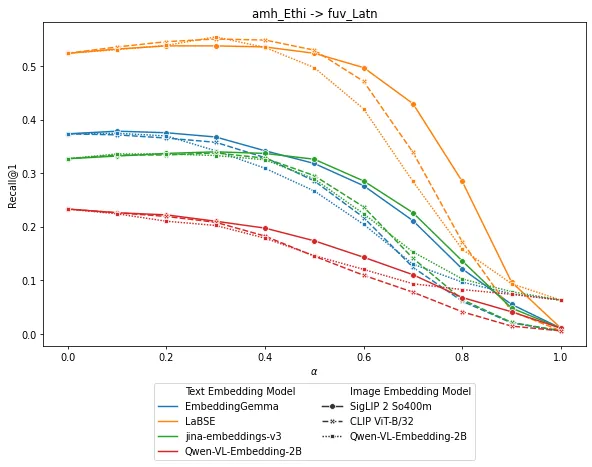 amh_Ethi -> fuv_Latn
Recall@1
0.5
0.4
0.3
0.2
0.1
0.0
0.0 0.2 0.4 0.6 0.8 1.0
α
Text Embedding Model
EmbeddingGemma
LaBSE
jina-embeddings-v3
Qwen-VL-Embedding-2B
Image Embedding Model
SigLIP 2 So400m
CLIP ViT-B/32
Qwen-VL-Embedding-2B